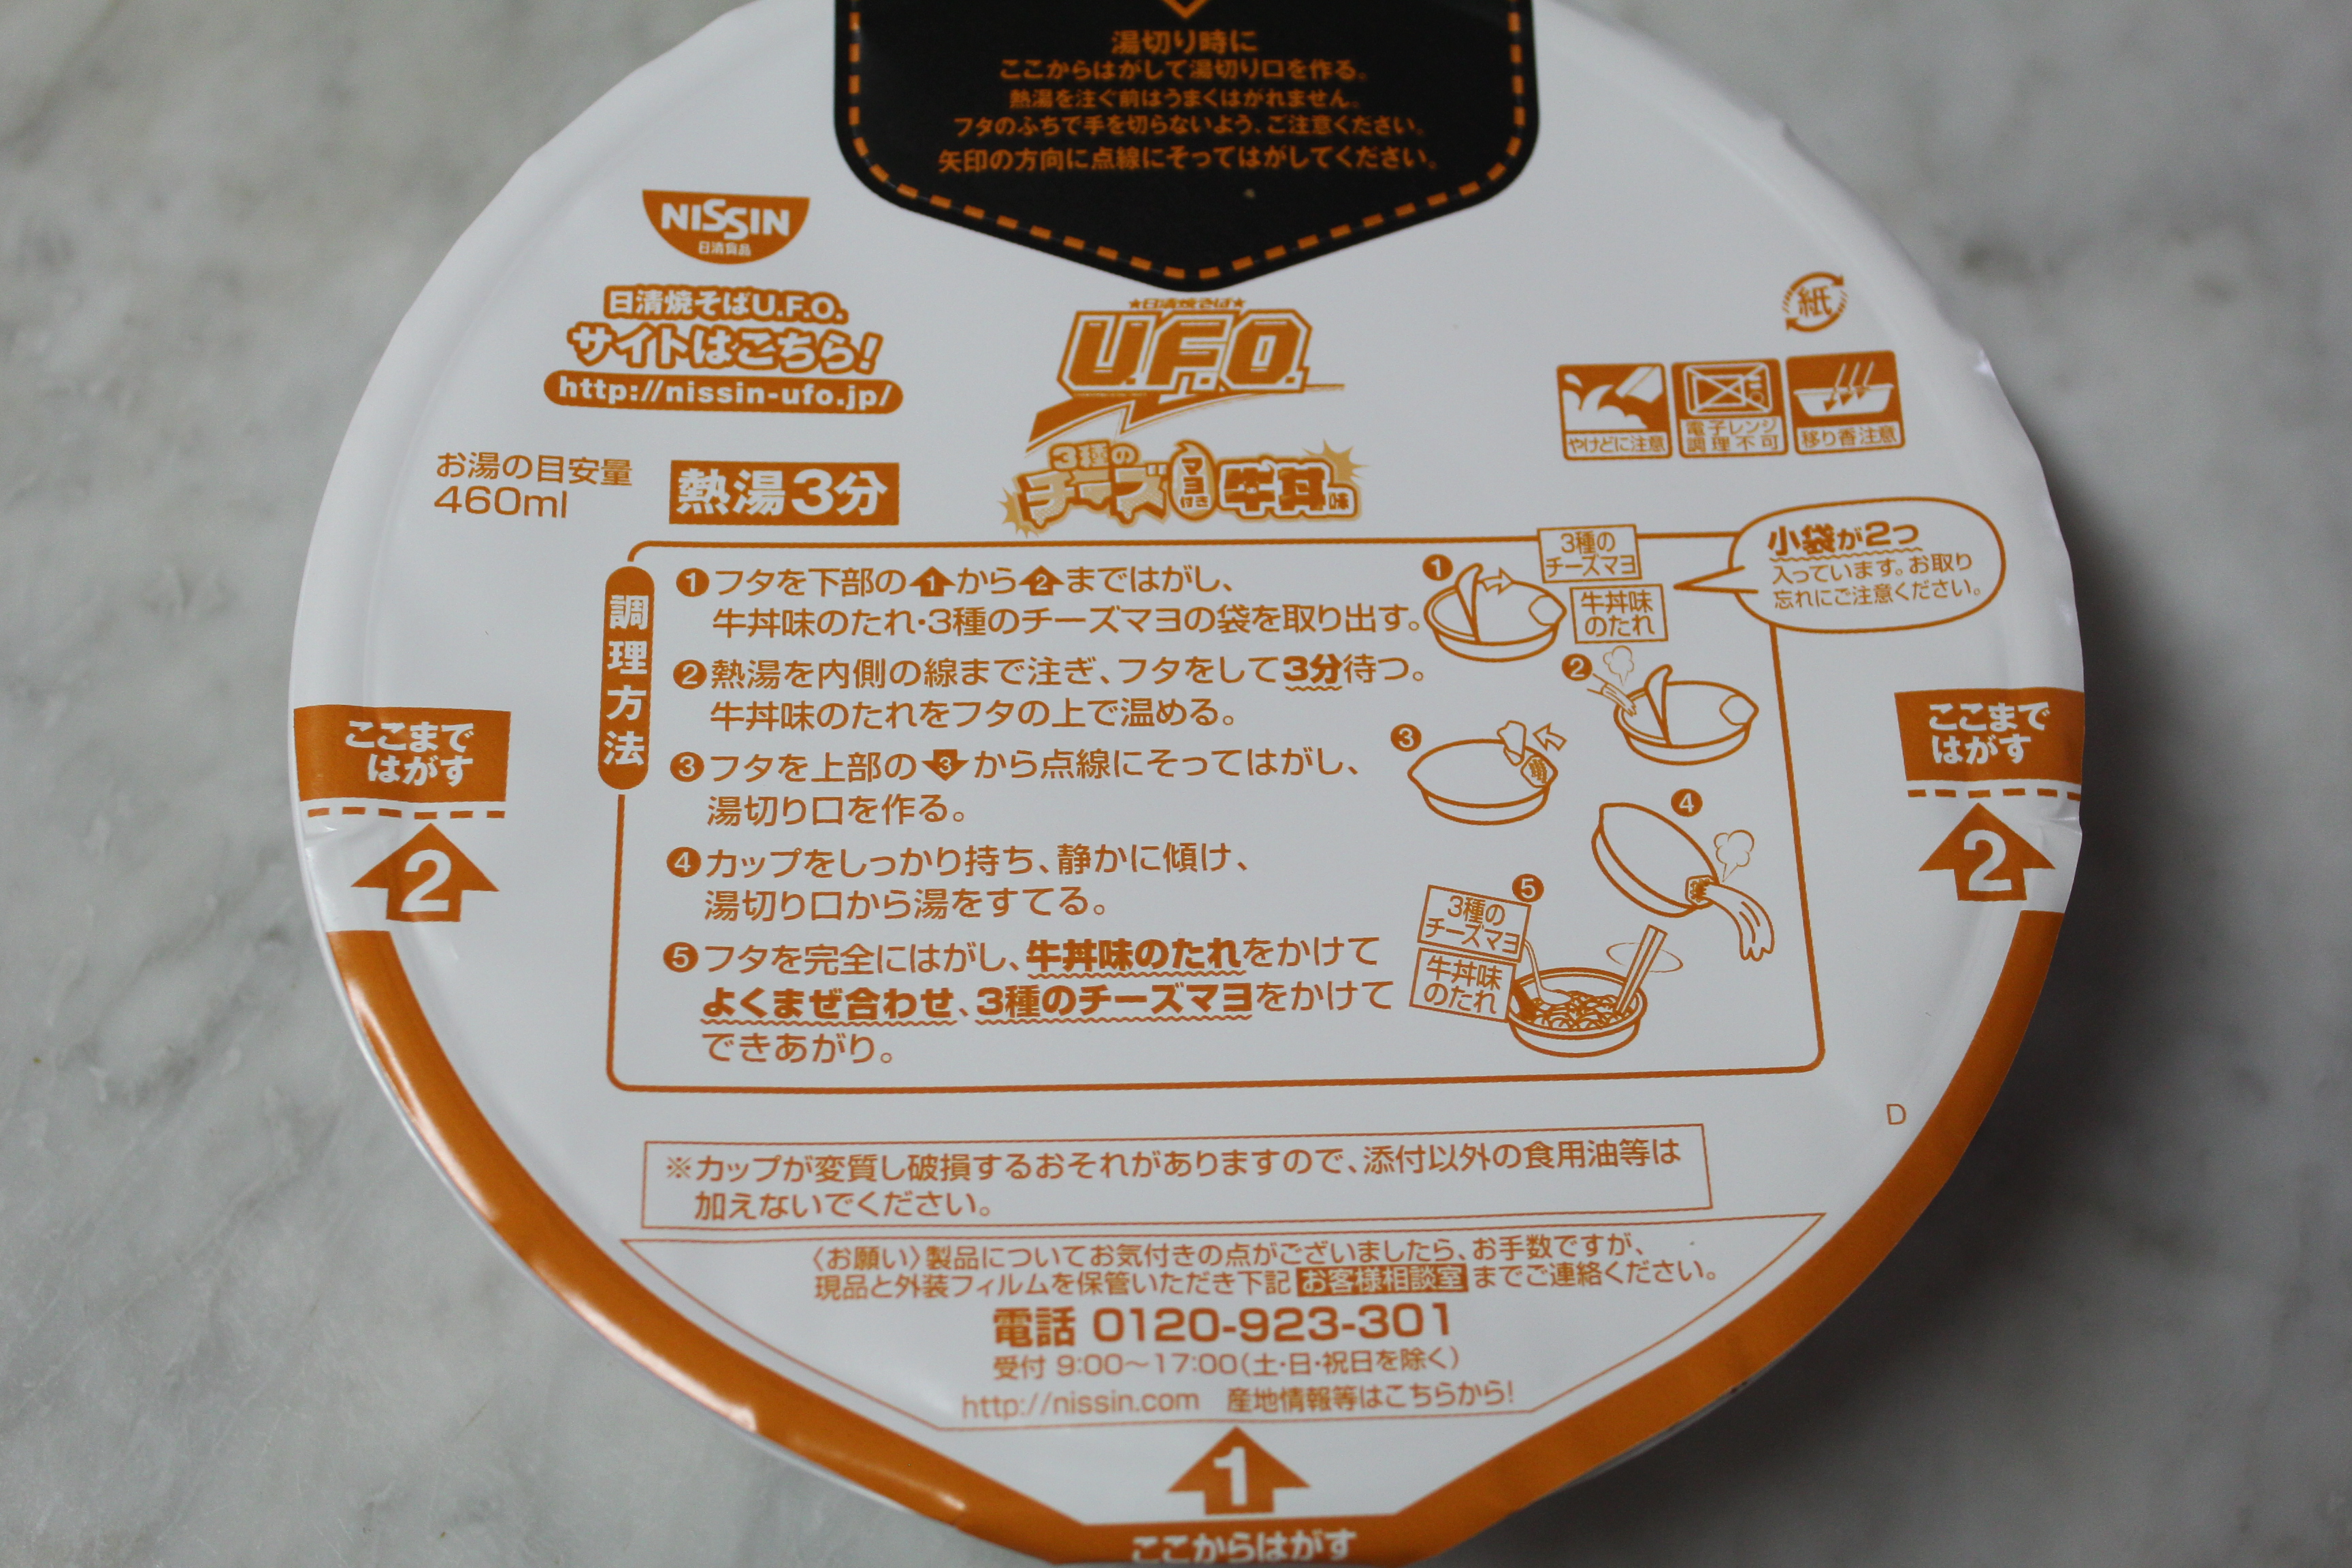 湯切り時に
ここからはがして湯切り口を作る。
熱湯を注ぐ前はうまくはがれません。
フタのふちで手を切らないよう、ご注意ください。
矢印の方向に点線にそってはがしてください。
NISSIN
日清食品
日清焼そばU.F.O.
サイトはこちら!
http://nissin-ufo.jp/
★日清焼そば★
U.F.O.
3種の
チーズ
マヨ
付き
牛丼味
紙
やけどに注意
電子レンジ
調理不可
移り香注意
お湯の目安量
460ml
熱湯3分
調理方法
❶フタを下部の1から2まではがし、
牛丼味のたれ・3種のチーズマヨの袋を取り出す。
❷熱湯を内側の線まで注ぎ、フタをして3分待つ。
牛丼味のたれをフタの上で温める。
❸フタを上部の3から点線にそってはがし、
湯切り口を作る。
❹カップをしっかり持ち、静かに傾け、
湯切り口から湯をすてる。
❺フタを完全にはがし、牛丼味のたれをかけて
よくまぜ合わせ、3種のチーズマヨをかけて
できあがり。
❶
3種の
チーズマヨ
牛丼味
のたれ
小袋が2つ
入っています。お取り
忘れにご注意ください。
❷
❸
❹
❺
3種の
チーズマヨ
牛丼味
のたれ
ここまで
はがす
2
ここまで
はがす
2
D
※カップが変質し破損するおそれがありますので、添付以外の食用油等は
加えないでください。
〈お願い〉製品についてお気付きの点がございましたら、お手数ですが、
現品と外装フィルムを保管いただき下記 お客様相談室 までご連絡ください。
電話 0120-923-301
受付 9:00〜17:00(土・日・祝日を除く)
http://nissin.com 産地情報等はこちらから!
1
ここからはがす